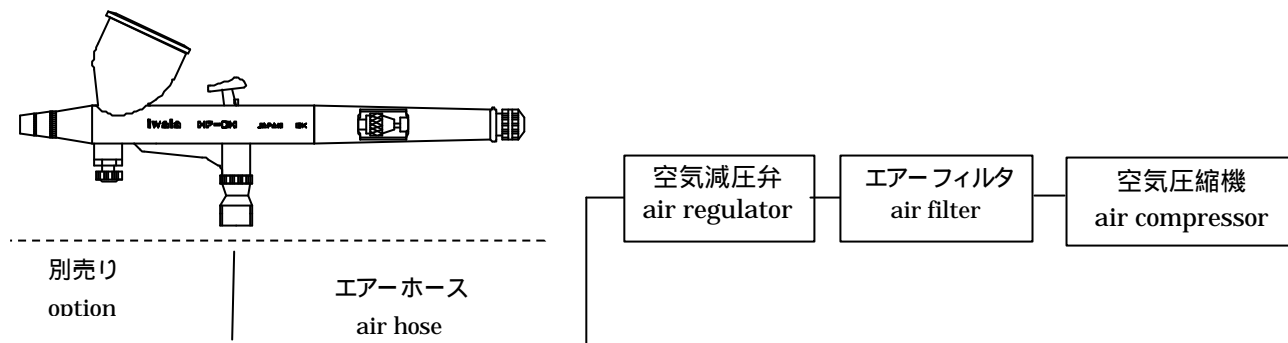 iwata HP-CH JAPAN
空気減圧弁
air regulator
エアーフィルタ
air filter
空気圧縮機
air compressor
別売り
option
エアーホース
air hose